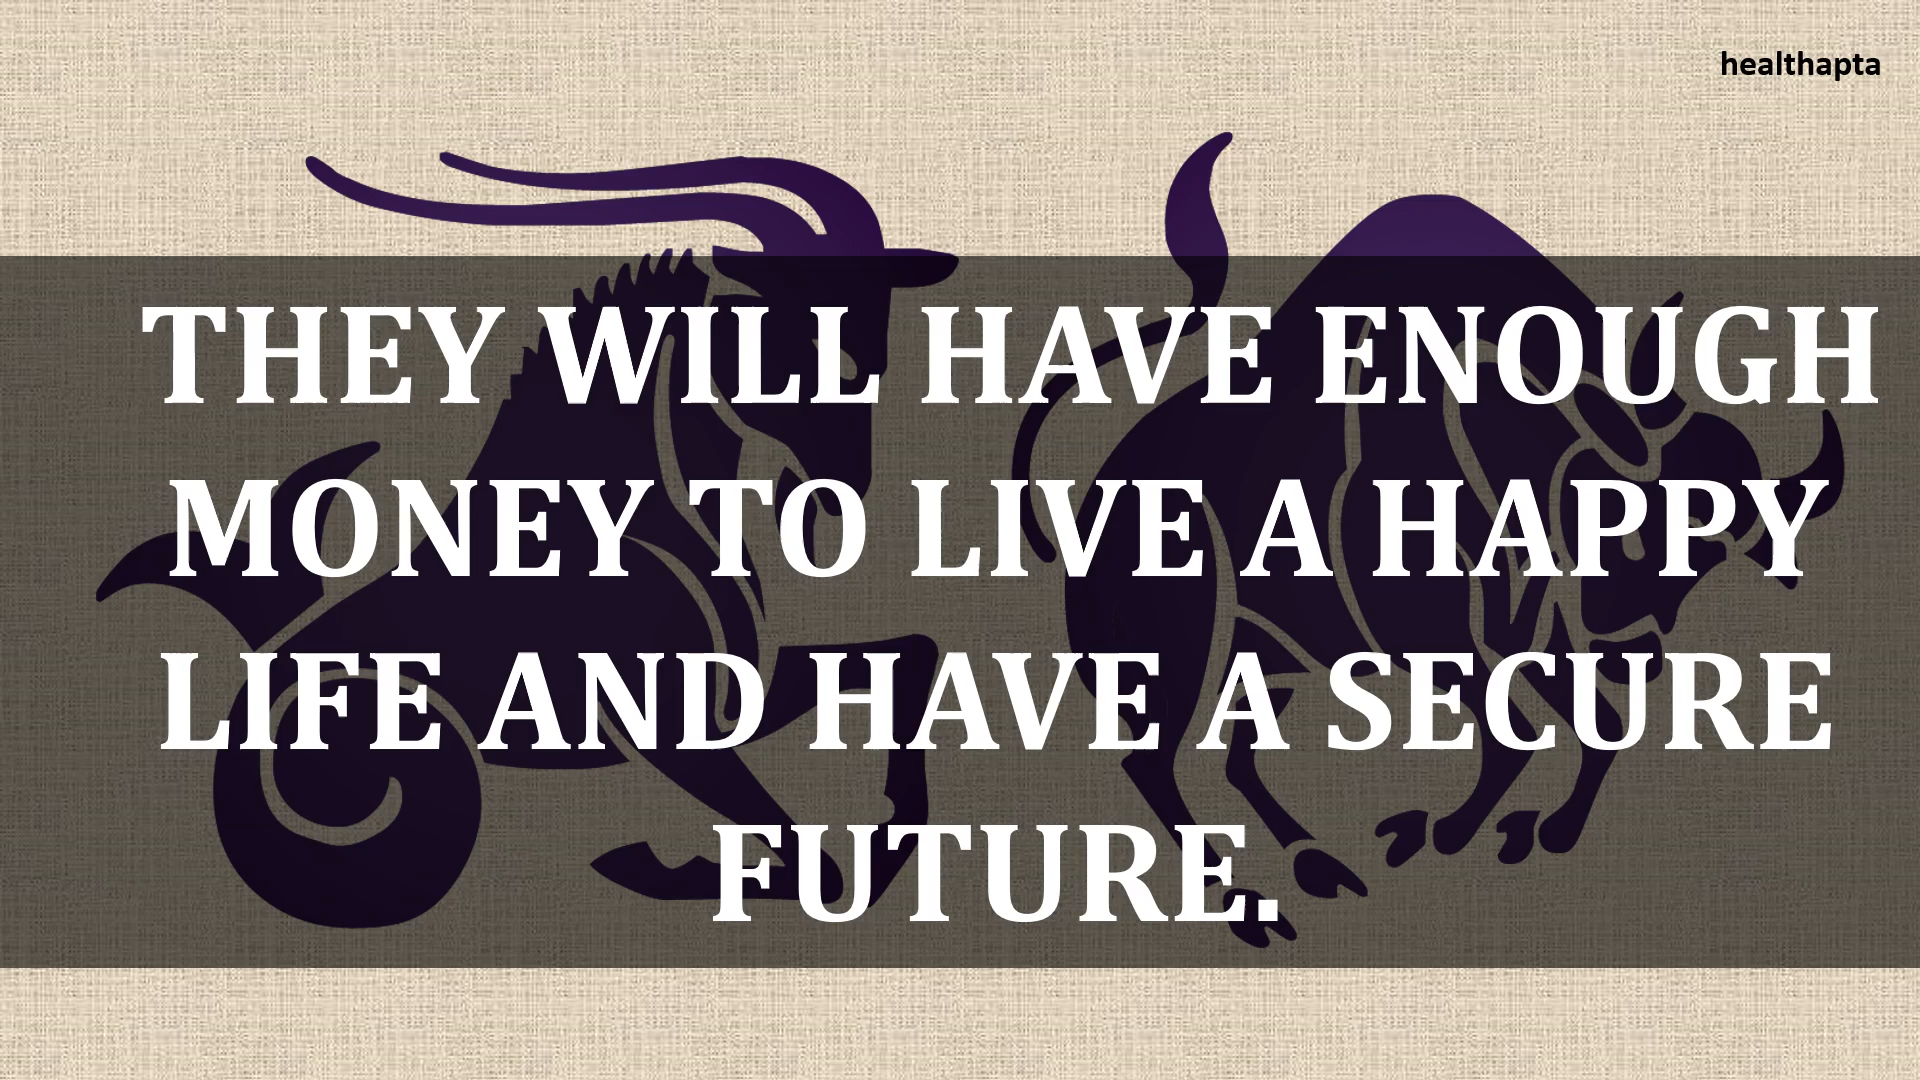 healthapta
THEY WILL HAVE ENOUGH
MONEY TO LIVE A HAPPY
LIFE AND HAVE A SECURE
FUTURE.